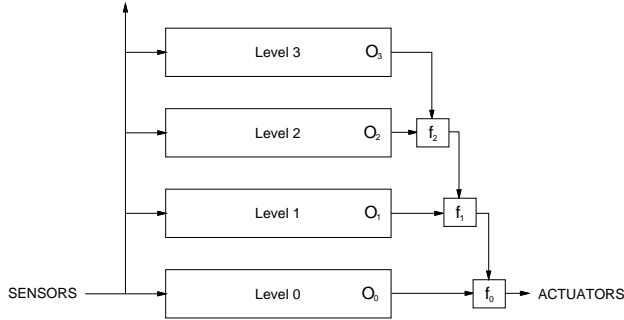 Level 3 O₃
Level 2 O₂
f₂
Level 1 O₁
f₁
SENSORS Level 0 O₀ f₀ ACTUATORS